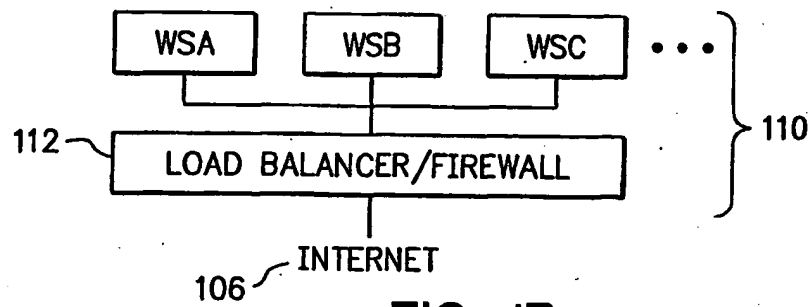 WSA WSB WSC
110
112
LOAD BALANCER/FIREWALL
INTERNET
106